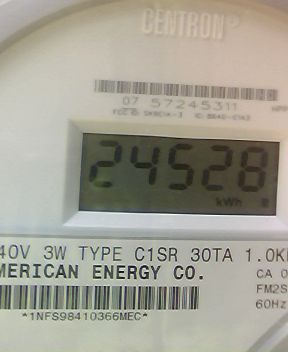 CENTRON®
07 57245311
24528
kWh
40V 3W TYPE C1SR 30TA 1.0K
MERICAN ENERGY CO.
CA 0
FM2S
60Hz
*1NFS98410366MEC*